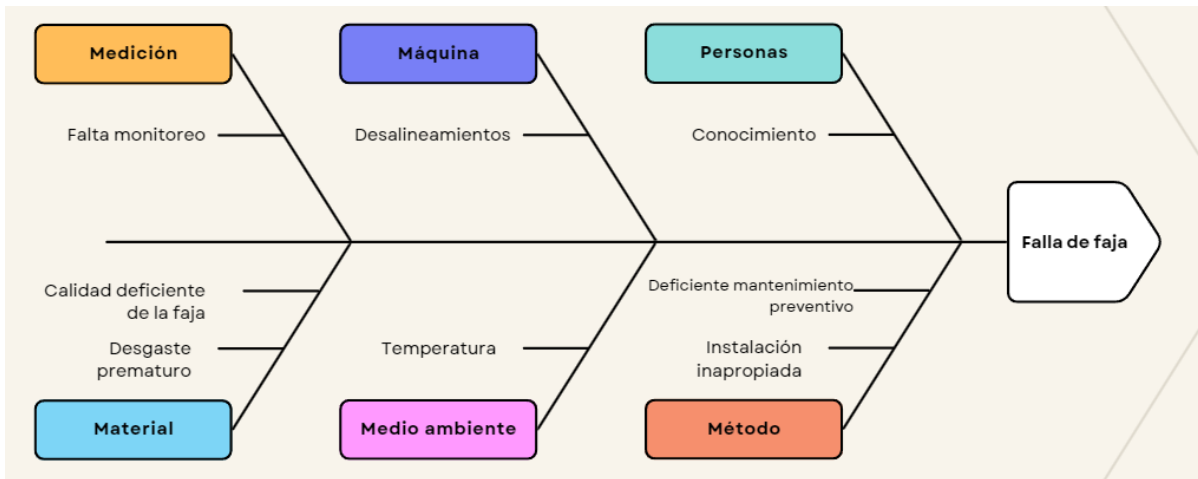 Medición
Máquina
Personas
Falta monitoreo
Desalineamientos
Conocimiento
Falla de faja
Calidad deficiente
de la faja
Deficiente mantenimiento
preventivo
Desgaste
prematuro
Temperatura
Instalación
inapropiada
Material
Medio ambiente
Método